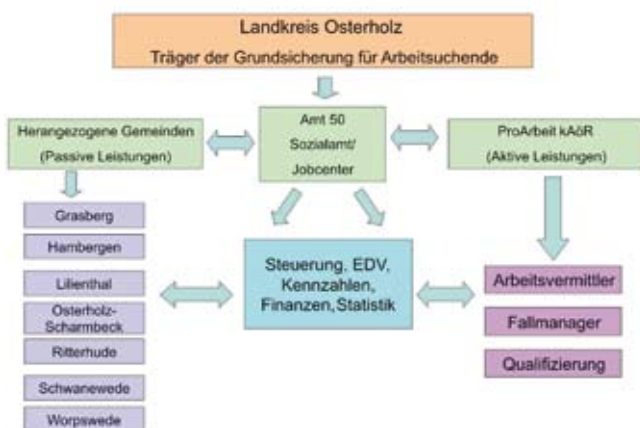 Landkreis Osterholz
Träger der Grundsicherung für Arbeitsuchende
Herangezogene Gemeinden
(Passive Leistungen)
Amt 50
Sozialamt/
Jobcenter
ProArbeit kAöR
(Aktive Leistungen)
Grasberg
Hambergen
Lilienthal
Osterholz-
Scharmbeck
Ritterhude
Schwanewede
Worpswede
Steuerung, EDV,
Kennzahlen,
Finanzen, Statistik
Arbeitsvermittler
Fallmanager
Qualifizierung